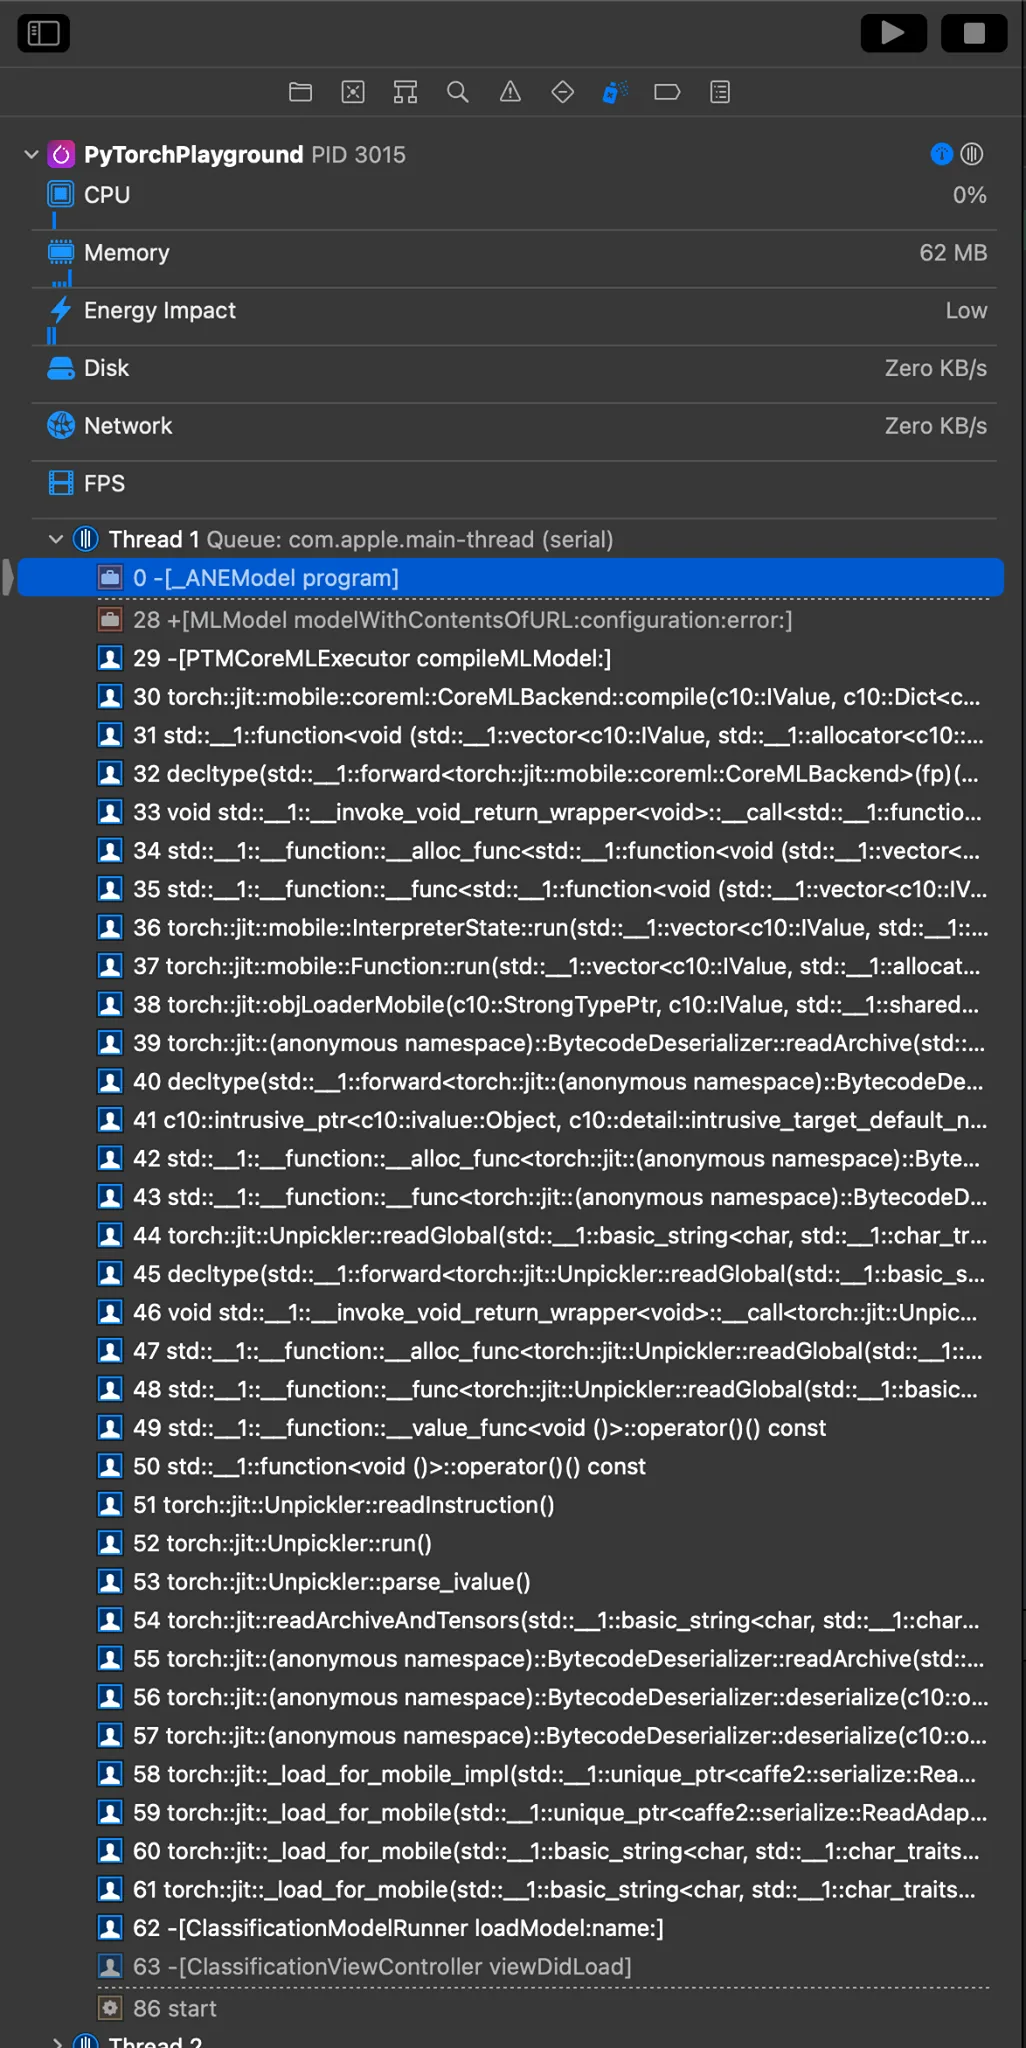 PyTorchPlayground PID 3015
CPU 0%
Memory 62 MB
Energy Impact Low
Disk Zero KB/s
Network Zero KB/s
FPS
Thread 1 Queue: com.apple.main-thread (serial)
0 -[_ANEModel program]
28 +[MLModel modelWithContentsOfURL:configuration:error:]
29 -[PTMCoreMLExecutor compileMLModel:]
30 torch::jit::mobile::coreml::CoreMLBackend::compile(c10::IValue, c10::Dict<c...
31 std::__1::function<void (std::__1::vector<c10::IValue, std::__1::allocator<c10::...
32 decltype(std::__1::forward<torch::jit::mobile::coreml::CoreMLBackend>(fp)(...
33 void std::__1::__invoke_void_return_wrapper<void>::__call<std::__1::functio...
34 std::__1::__function::__alloc_func<std::__1::function<void (std::__1::vector<...
35 std::__1::__function::__func<std::__1::function<void (std::__1::vector<c10::IV...
36 torch::jit::mobile::InterpreterState::run(std::__1::vector<c10::IValue, std::__1::...
37 torch::jit::mobile::Function::run(std::__1::vector<c10::IValue, std::__1::allocat...
38 torch::jit::objLoaderMobile(c10::StrongTypePtr, c10::IValue, std::__1::shared...
39 torch::jit::(anonymous namespace)::BytecodeDeserializer::readArchive(std::...
40 decltype(std::__1::forward<torch::jit::(anonymous namespace)::BytecodeDe...
41 c10::intrusive_ptr<c10::ivalue::Object, c10::detail::intrusive_target_default_n...
42 std::__1::__function::__alloc_func<torch::jit::(anonymous namespace)::Byte...
43 std::__1::__function::__func<torch::jit::(anonymous namespace)::BytecodeD...
44 torch::jit::Unpickler::readGlobal(std::__1::basic_string<char, std::__1::char_tr...
45 decltype(std::__1::forward<torch::jit::Unpickler::readGlobal(std::__1::basic_s...
46 void std::__1::__invoke_void_return_wrapper<void>::__call<torch::jit::Unpic...
47 std::__1::__function::__alloc_func<torch::jit::Unpickler::readGlobal(std::__1::...
48 std::__1::__function::__func<torch::jit::Unpickler::readGlobal(std::__1::basic...
49 std::__1::__function::__value_func<void ()>::operator()() const
50 std::__1::function<void ()>::operator()() const
51 torch::jit::Unpickler::readInstruction()
52 torch::jit::Unpickler::run()
53 torch::jit::Unpickler::parse_ivalue()
54 torch::jit::readArchiveAndTensors(std::__1::basic_string<char, std::__1::char...
55 torch::jit::(anonymous namespace)::BytecodeDeserializer::readArchive(std::...
56 torch::jit::(anonymous namespace)::BytecodeDeserializer::deserialize(c10::o...
57 torch::jit::(anonymous namespace)::BytecodeDeserializer::deserialize(c10::o...
58 torch::jit::_load_for_mobile_impl(std::__1::unique_ptr<caffe2::serialize::Rea...
59 torch::jit::_load_for_mobile(std::__1::unique_ptr<caffe2::serialize::ReadAdap...
60 torch::jit::_load_for_mobile(std::__1::basic_string<char, std::__1::char_traits...
61 torch::jit::_load_for_mobile(std::__1::basic_string<char, std::__1::char_traits...
62 -[ClassificationModelRunner loadModel:name:]
63 -[ClassificationViewController viewDidLoad]
86 start
Thread 2